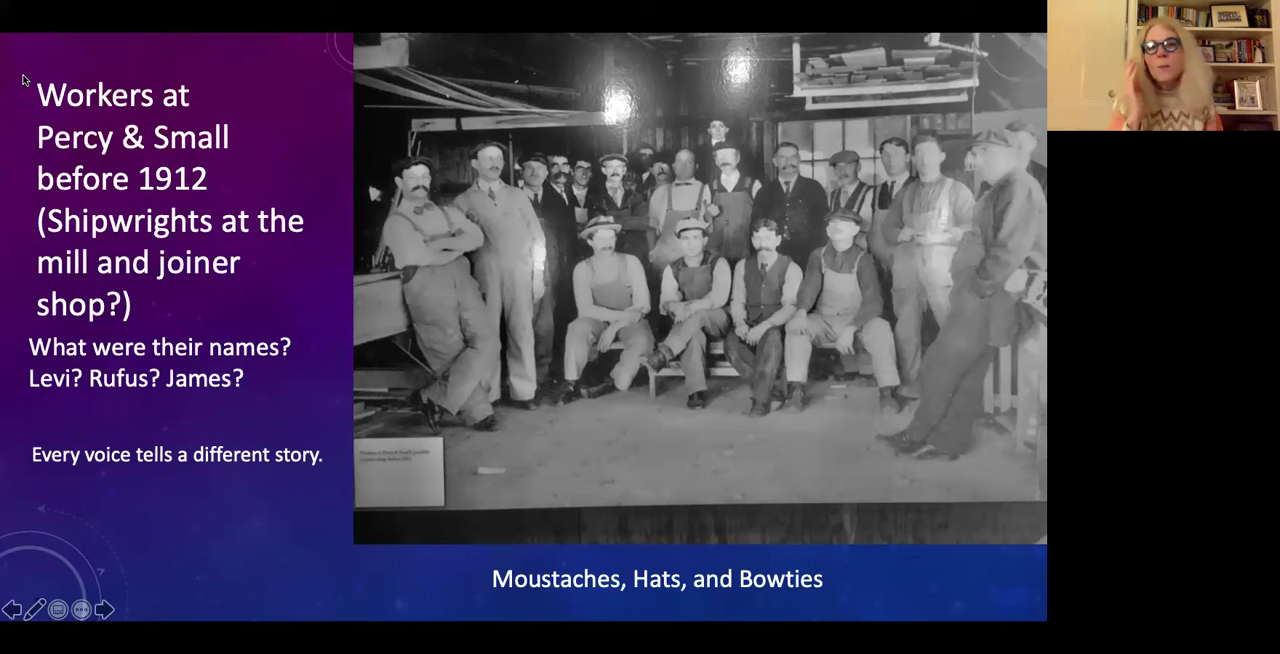 Workers at
Percy & Small
before 1912
(Shipwrights at the
mill and joiner
shop?)
What were their names?
Levi? Rufus? James?
Every voice tells a different story.
Moustaches, Hats, and Bowties